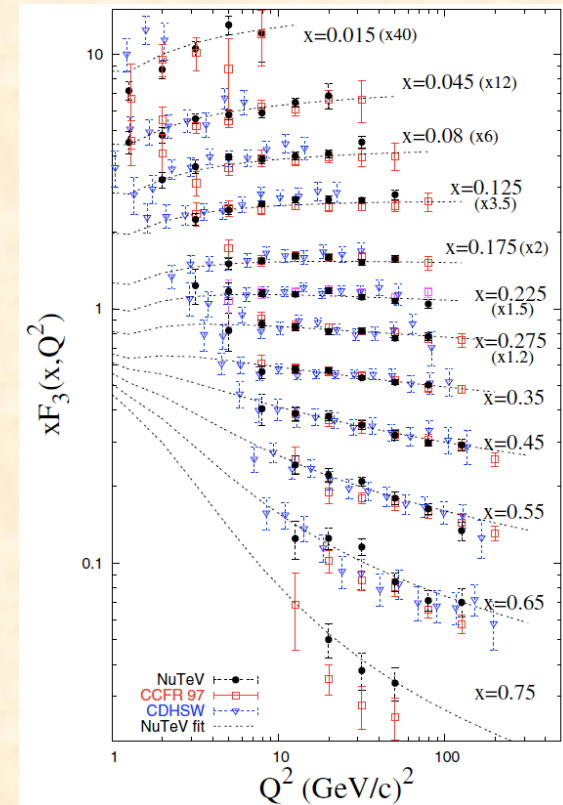 10
x=0.015 (x40)
x=0.045 (x12)
x=0.08 (x6)
x=0.125
(x3.5)
x=0.175 (x2)
1
x=0.225
(x1.5)
x=0.275
(x1.2)
x=0.35
x=0.45
x=0.55
0.1
x=0.65
x=0.75
xF₃(x,Q²)
NuTeV
CCFR 97
CDHSW
NuTeV fit
1 10 100
Q² (GeV/c)²